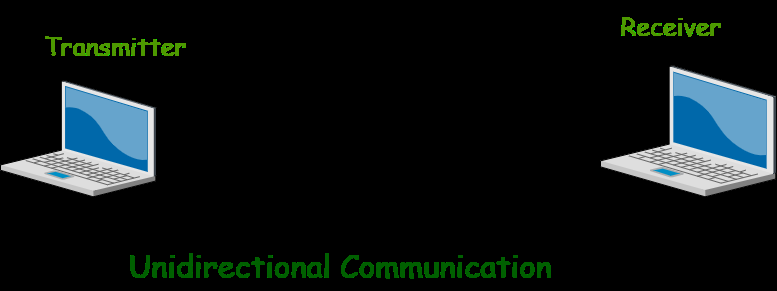 Transmitter
Receiver
Unidirectional Communication